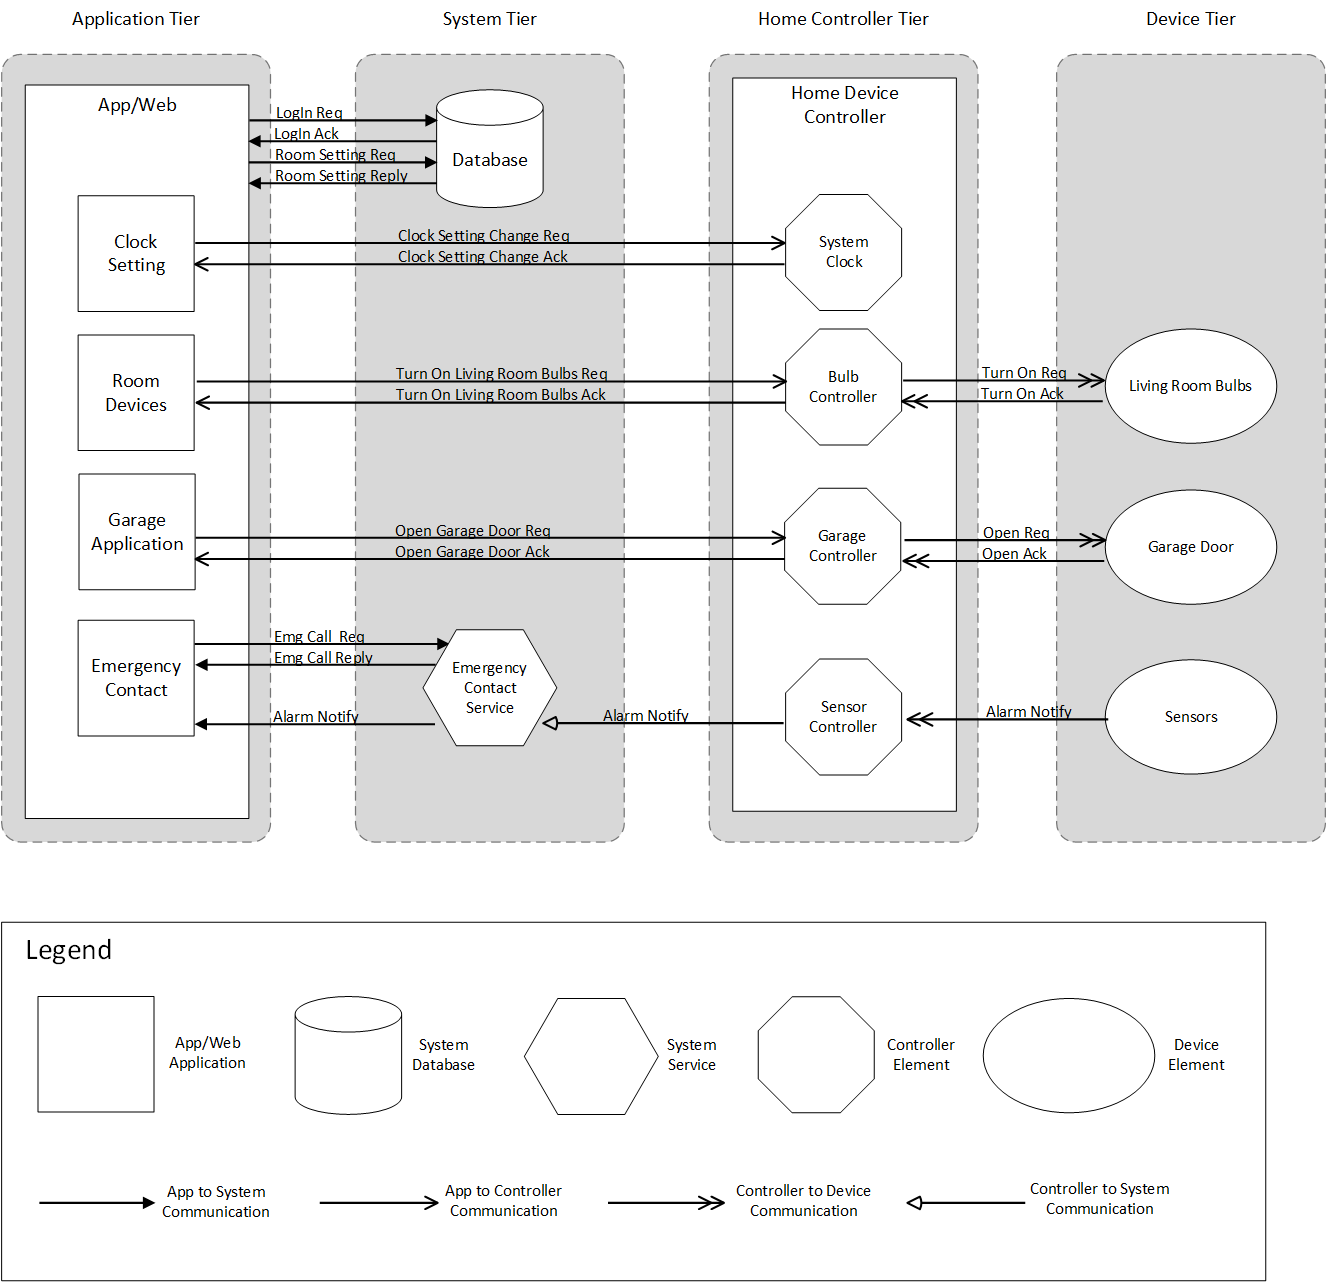 Application Tier
System Tier
Home Controller Tier
Device Tier
App/Web
LogIn Req
LogIn Ack
Room Setting Req
Room Setting Reply
Database
Home Device
Controller
Clock
Setting
Clock Setting Change Req
Clock Setting Change Ack
System
Clock
Room
Devices
Turn On Living Room Bulbs Req
Turn On Living Room Bulbs Ack
Bulb
Controller
Turn On Req
Turn On Ack
Living Room Bulbs
Garage
Application
Open Garage Door Req
Open Garage Door Ack
Garage
Controller
Open Req
Open Ack
Garage Door
Emergency
Contact
Emg Call  Req
Emg Call Reply
Alarm Notify
Emergency
Contact
Service
Alarm Notify
Sensor
Controller
Alarm Notify
Sensors
Legend
App/Web
Application
System
Database
System
Service
Controller
Element
Device
Element
App to System
Communication
App to Controller
Communication
Controller to Device
Communication
Controller to System
Communication